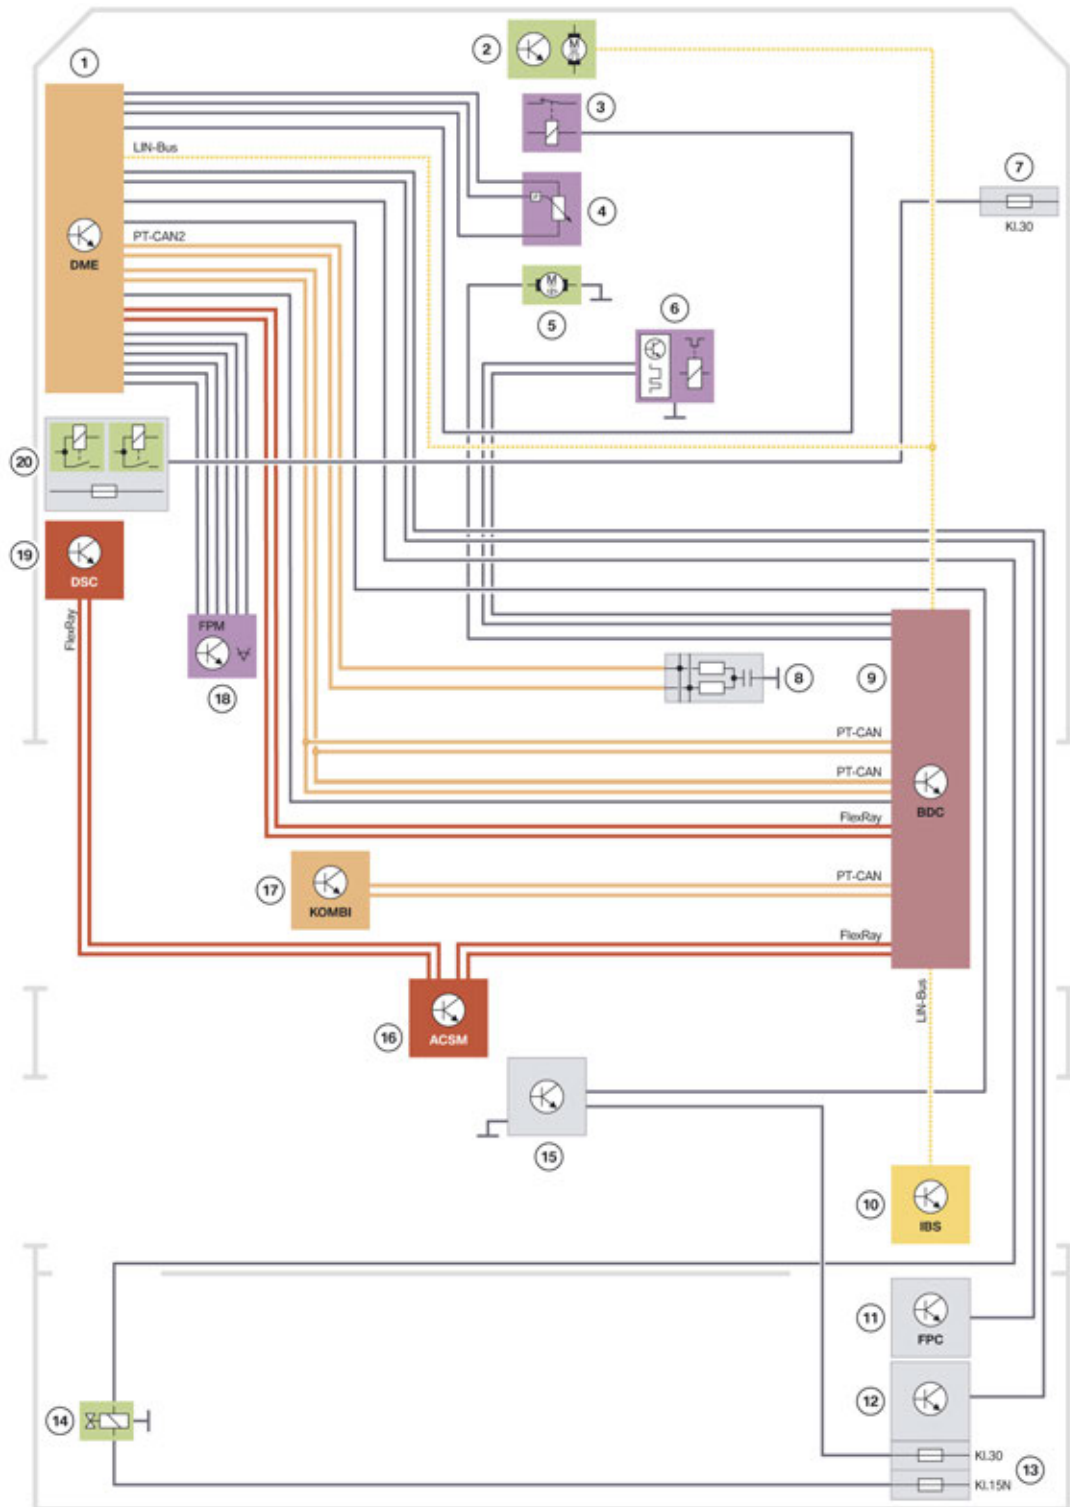 1
2
3
LIN-Bus
7
4
Kl.30
PT-CAN2
DME
M
M
6
5
20
19
DSC
FlexRay
FPM
18
8
9
PT-CAN
PT-CAN
BDC
FlexRay
17
KOMBI
PT-CAN
FlexRay
LIN-Bus
16
ACSM
15
10
IBS
11
FPC
12
14
Kl.30
13
Kl.15N